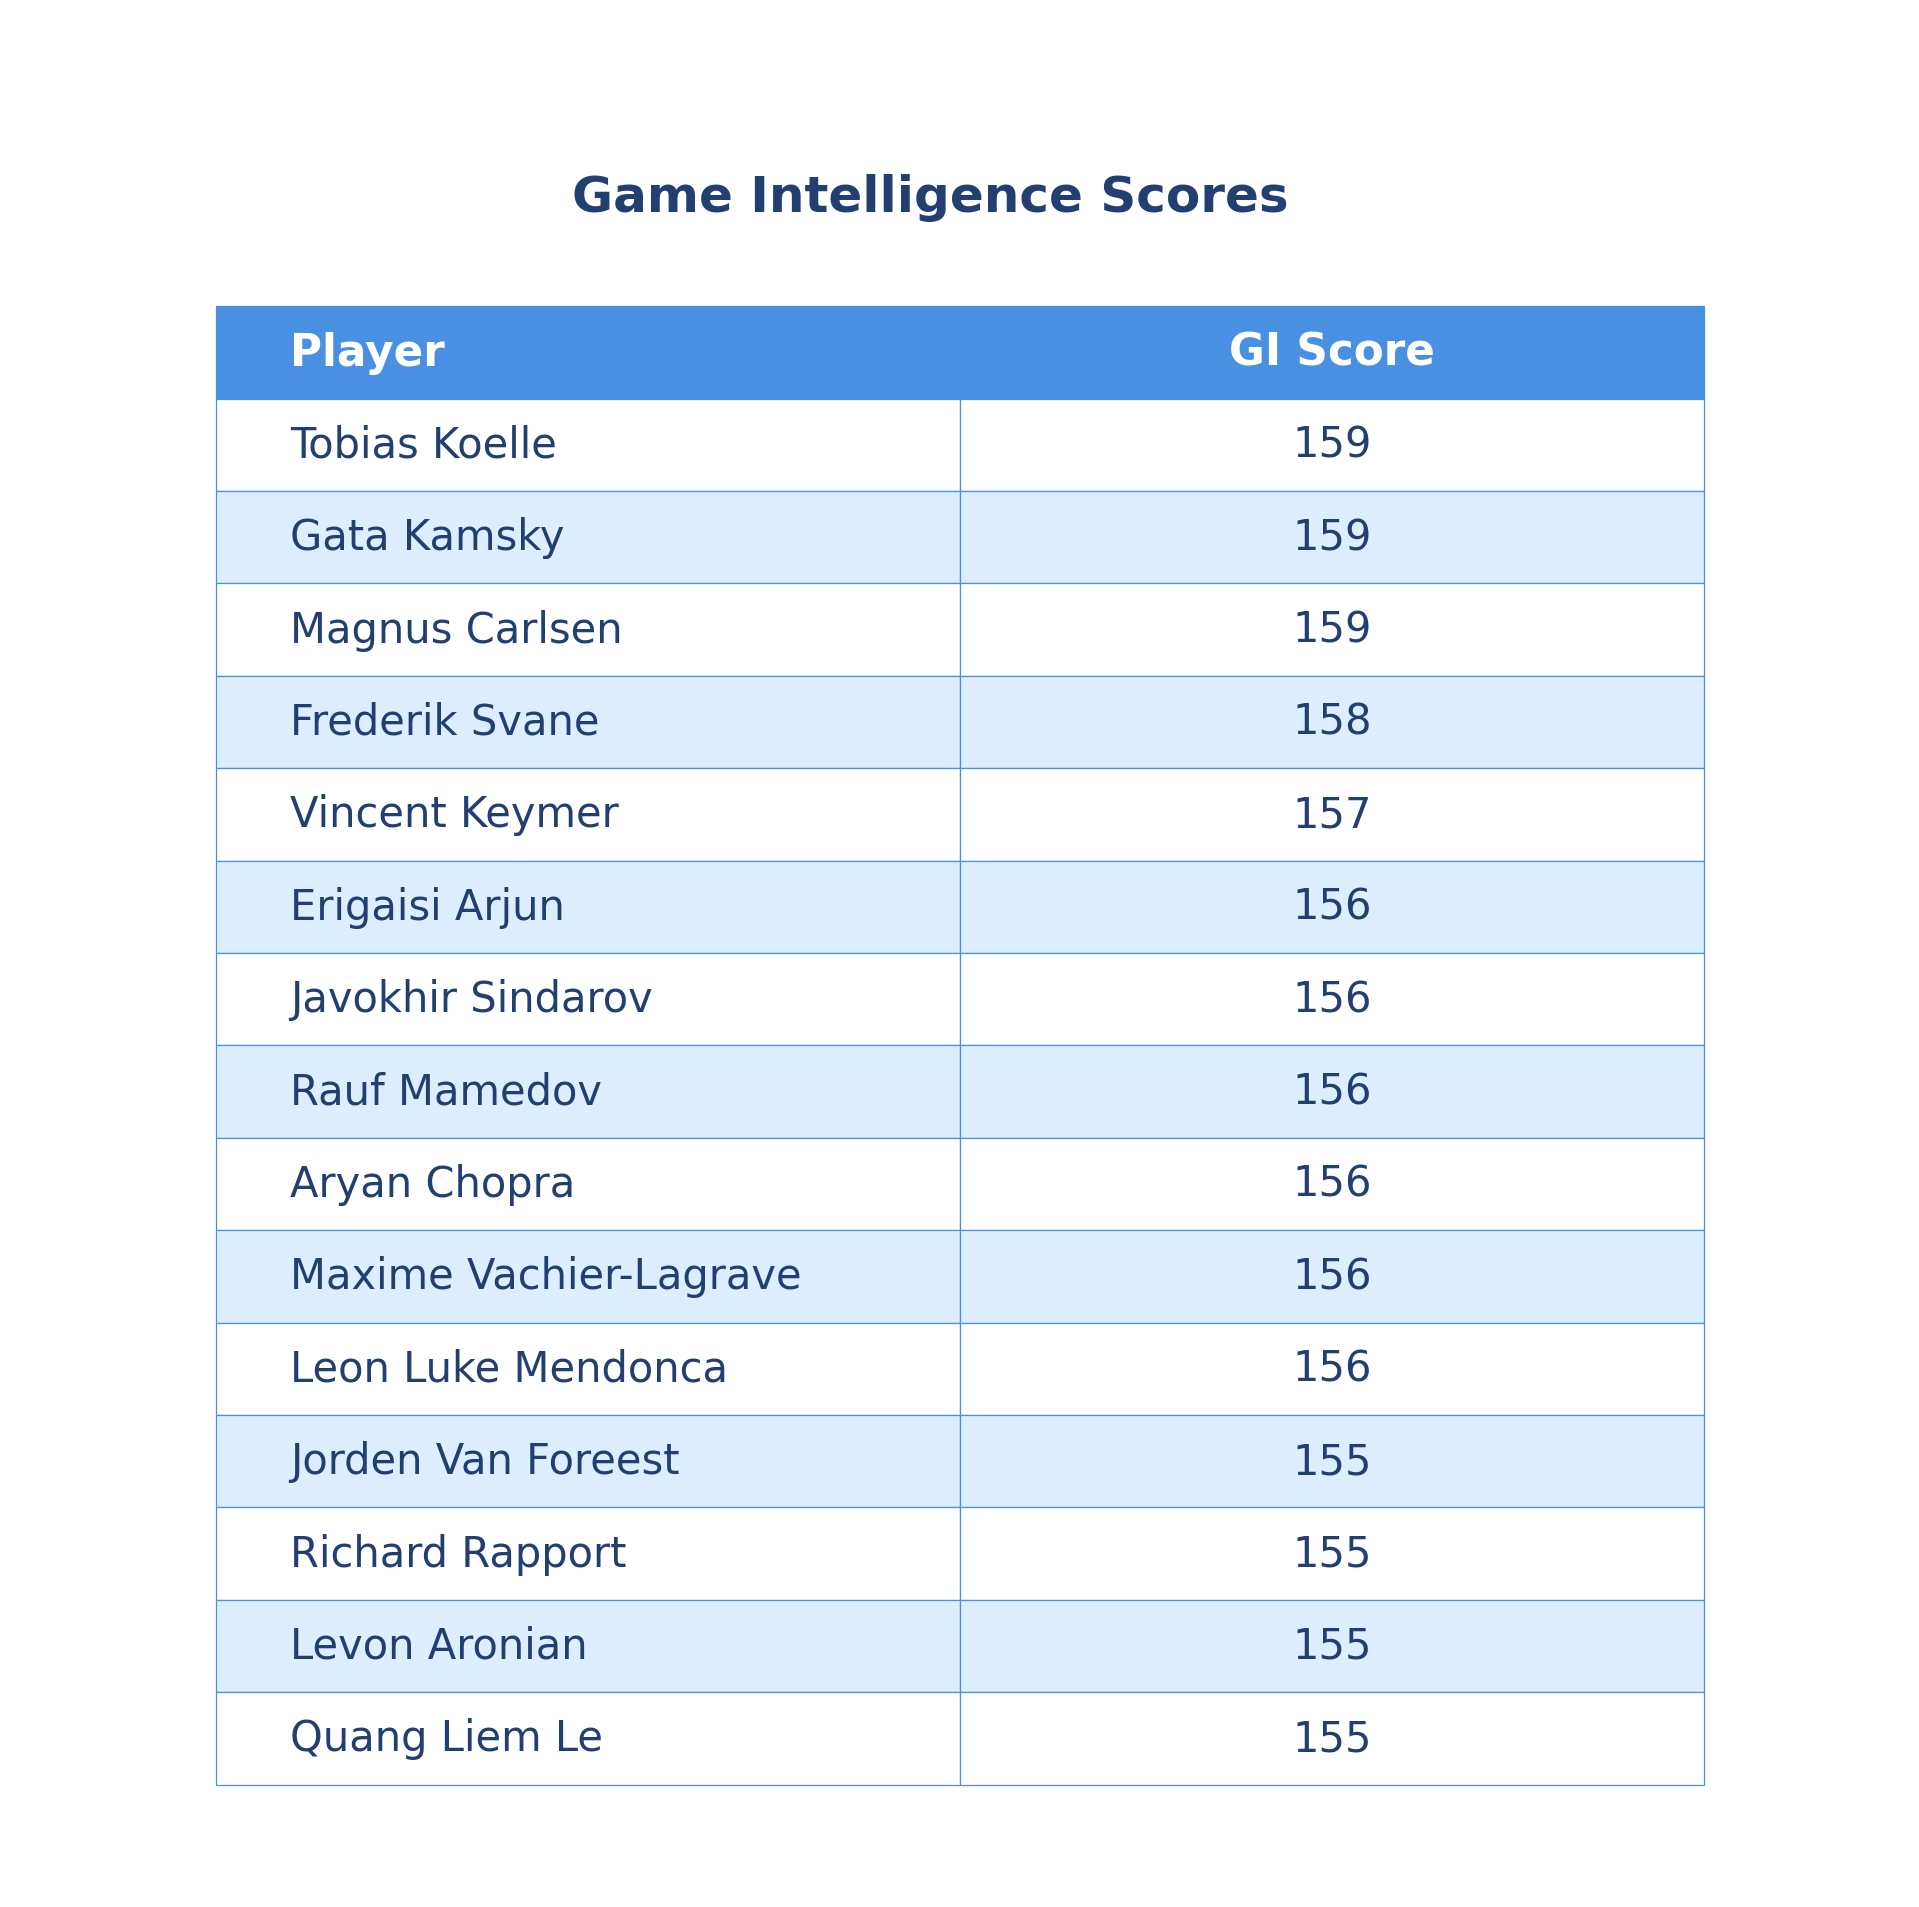 Game Intelligence Scores
Player GI Score
Tobias Koelle 159
Gata Kamsky 159
Magnus Carlsen 159
Frederik Svane 158
Vincent Keymer 157
Erigaisi Arjun 156
Javokhir Sindarov 156
Rauf Mamedov 156
Aryan Chopra 156
Maxime Vachier-Lagrave 156
Leon Luke Mendonca 156
Jorden Van Foreest 155
Richard Rapport 155
Levon Aronian 155
Quang Liem Le 155